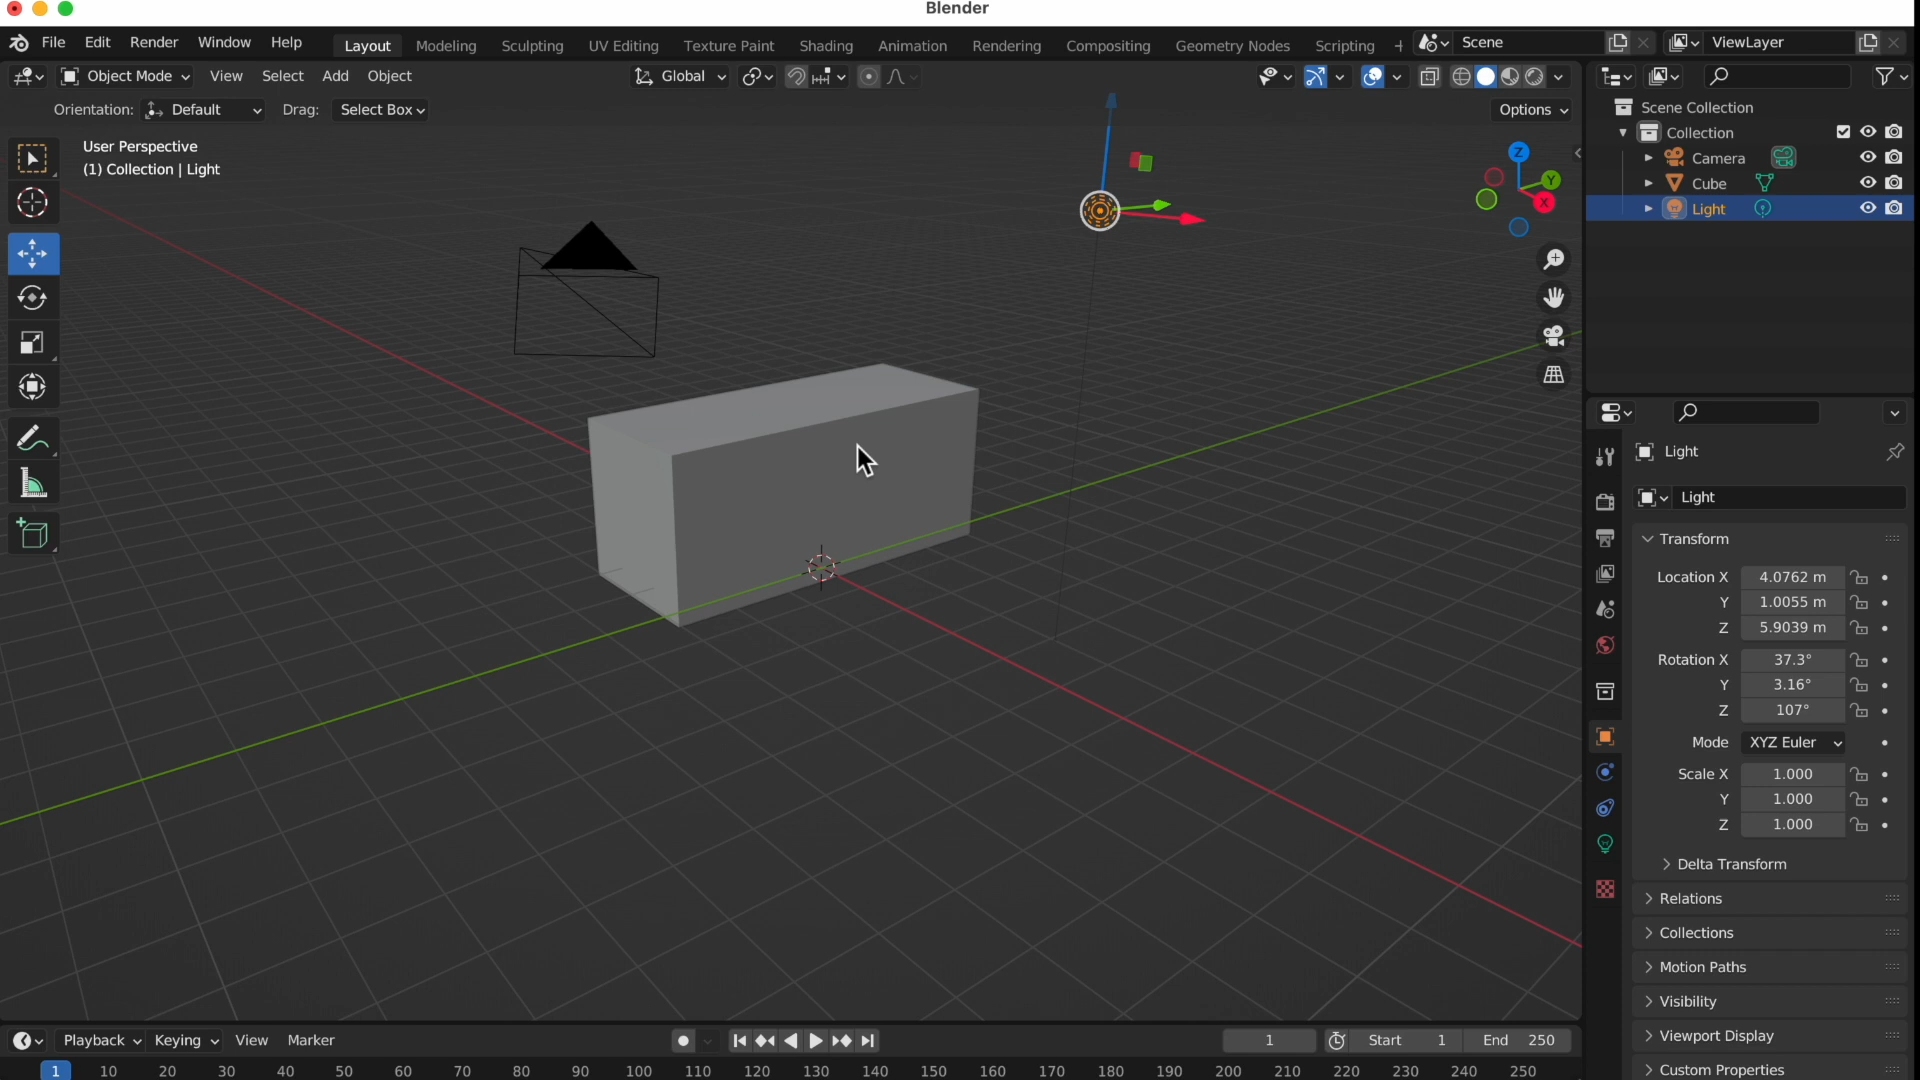 Blender
File Edit Render Window Help Layout Modeling Sculpting UV Editing Texture Paint Shading Animation Rendering Compositing Geometry Nodes Scripting + Scene ViewLayer
Object Mode View Select Add Object Global
Orientation: Default Drag: Select Box Options
User Perspective
(1) Collection | Light
Z
Y
X
Scene Collection
Collection
Camera
Cube
Light
Light
Light
Transform
Location X 4.0762 m
Y 1.0055 m
Z 5.9039 m
Rotation X 37.3°
Y 3.16°
Z 107°
Mode XYZ Euler
Scale X 1.000
Y 1.000
Z 1.000
Delta Transform
Relations
Collections
Motion Paths
Visibility
Viewport Display
Custom Properties
Playback Keying View Marker 1 Start 1 End 250
1 10 20 30 40 50 60 70 80 90 100 110 120 130 140 150 160 170 180 190 200 210 220 230 240 250